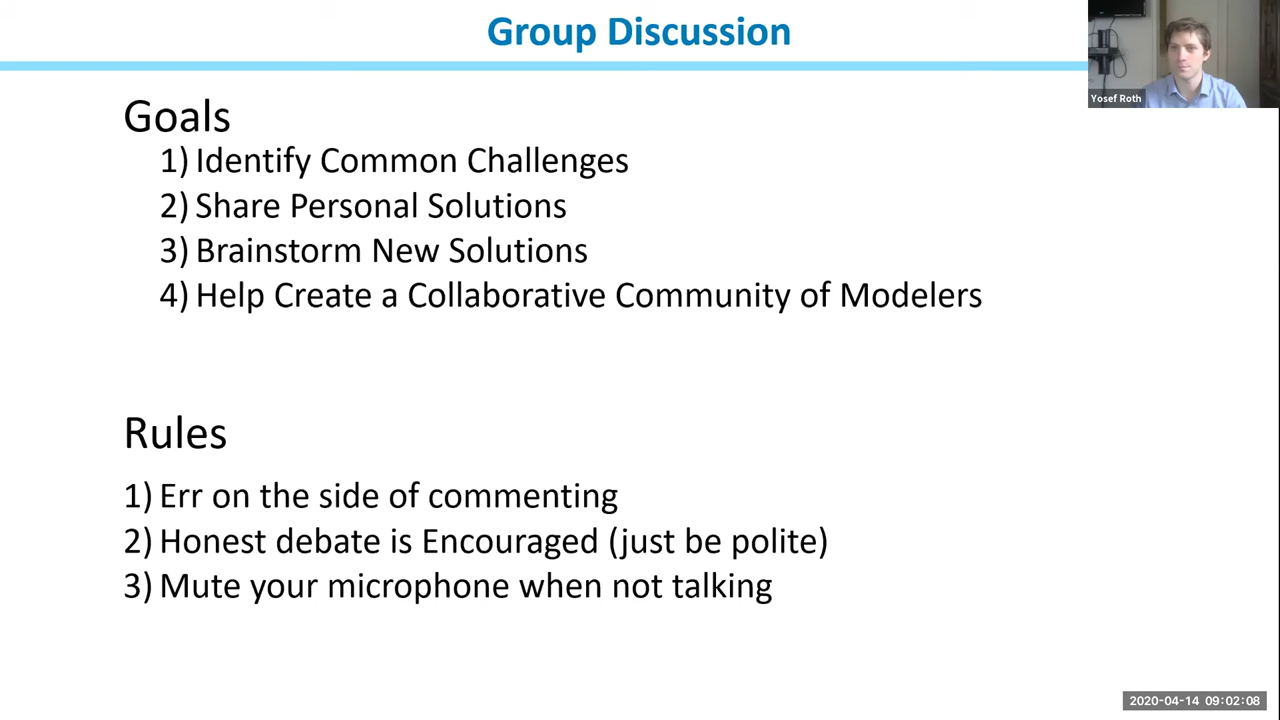 Group Discussion
Yosef Roth
Goals
1) Identify Common Challenges
2) Share Personal Solutions
3) Brainstorm New Solutions
4) Help Create a Collaborative Community of Modelers
Rules
1) Err on the side of commenting
2) Honest debate is Encouraged (just be polite)
3) Mute your microphone when not talking
2020-04-14 09:02:08